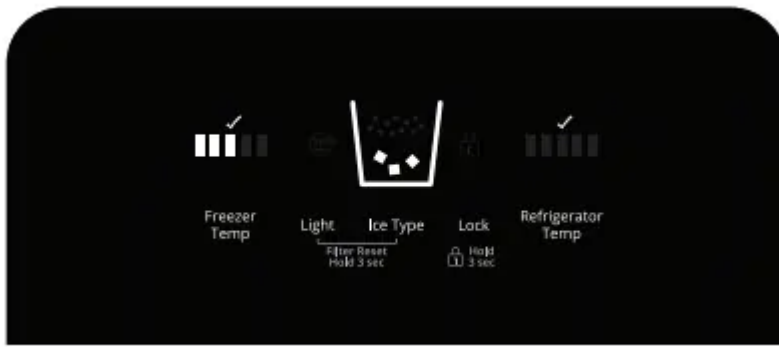 Freezer
Temp
Light
Ice Type
Lock
Refrigerator
Temp
Filter Reset
Hold 3 sec
Hold
3 sec